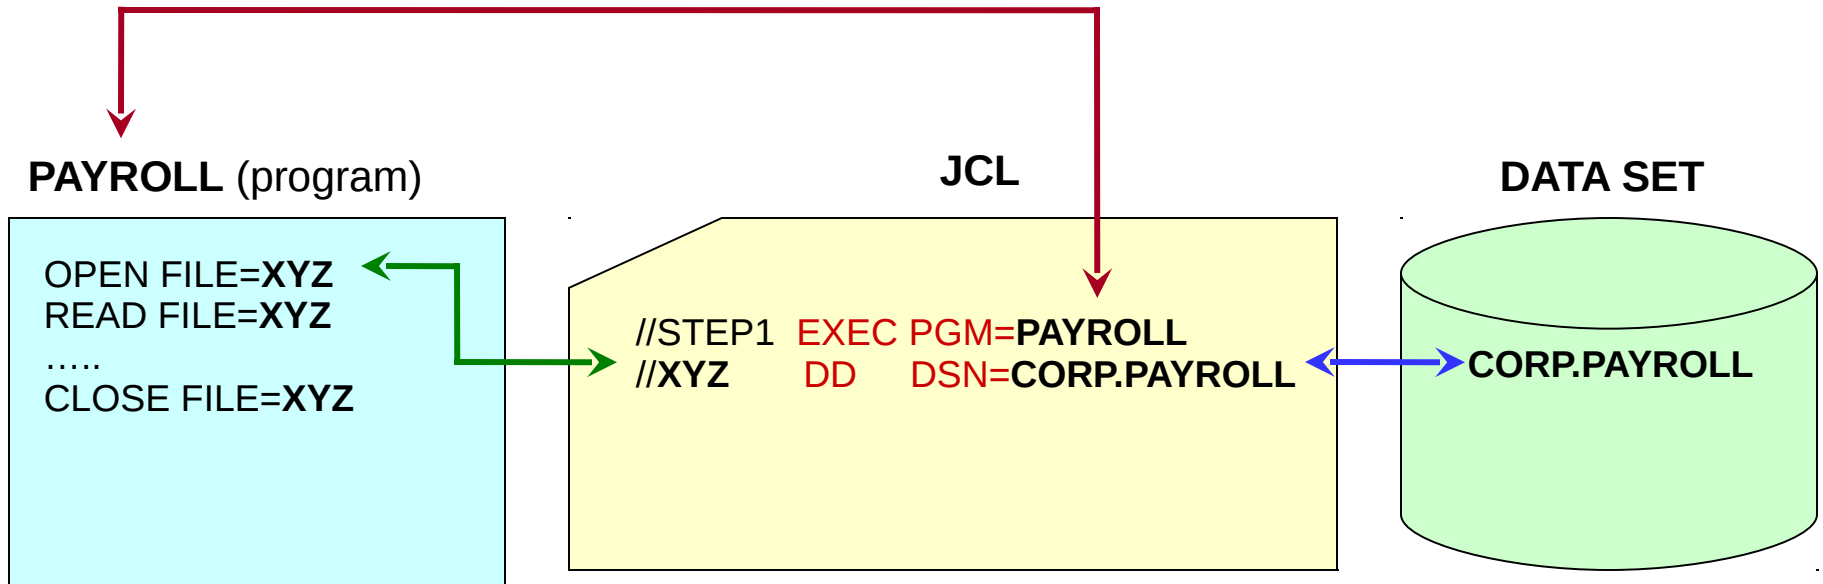 PAYROLL (program)
OPEN FILE=XYZ
READ FILE=XYZ
…..
CLOSE FILE=XYZ
JCL
//STEP1 EXEC PGM=PAYROLL
//XYZ DD DSN=CORP.PAYROLL
DATA SET
CORP.PAYROLL